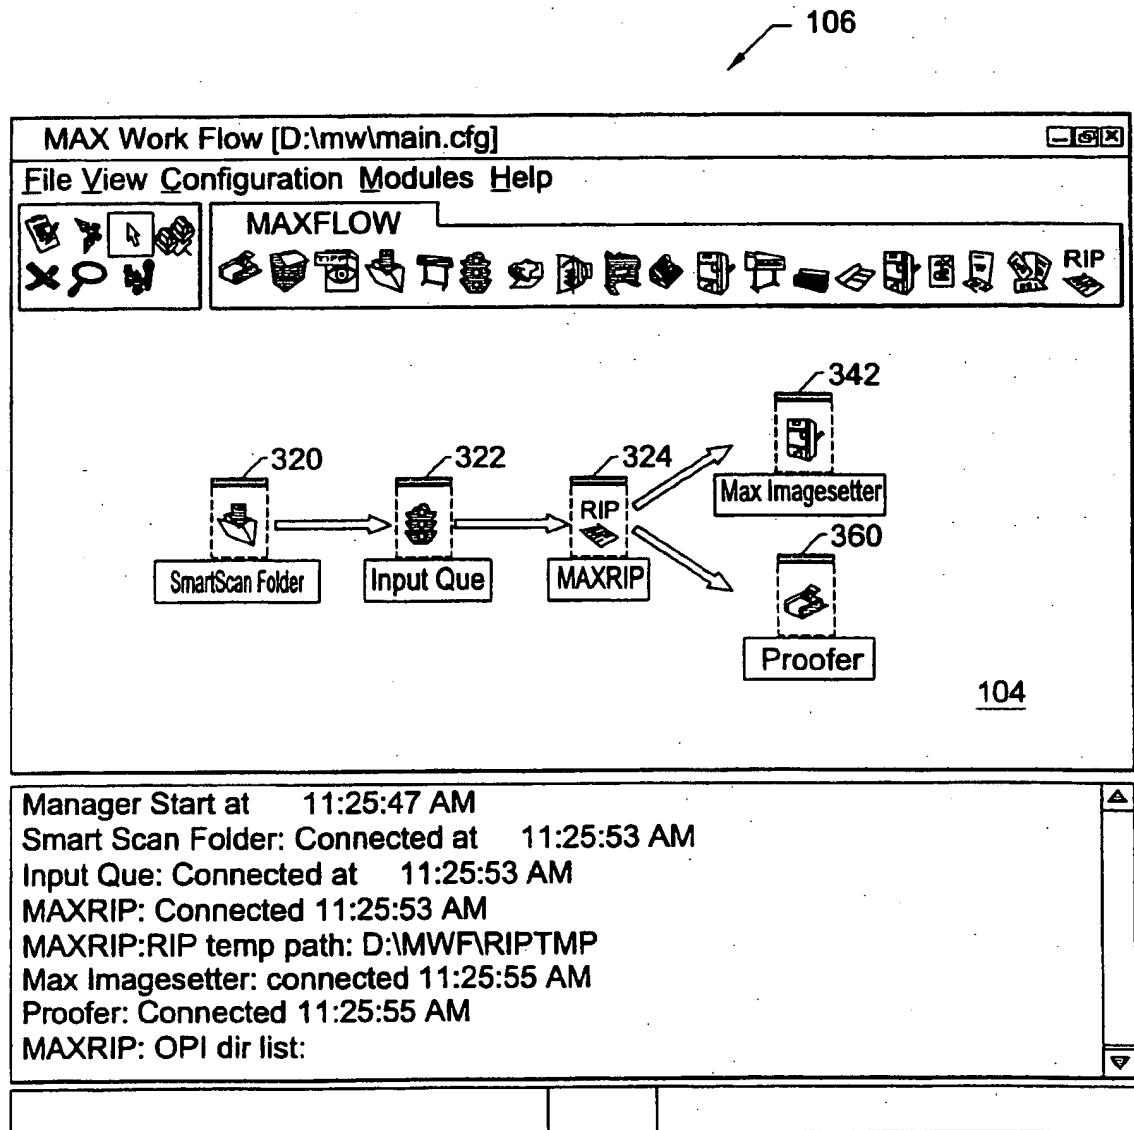 106
MAX Work Flow [D:\mw\main.cfg]
File View Configuration Modules Help
MAXFLOW
TIFF
RIP
342
320
322
324
RIP
Max Imagesetter
360
SmartScan Folder
Input Que
MAXRIP
Proofer
104
Manager Start at 11:25:47 AM
Smart Scan Folder: Connected at 11:25:53 AM
Input Que: Connected at 11:25:53 AM
MAXRIP: Connected 11:25:53 AM
MAXRIP:RIP temp path: D:\MWF\RIPTMP
Max Imagesetter: connected 11:25:55 AM
Proofer: Connected 11:25:55 AM
MAXRIP: OPI dir list: